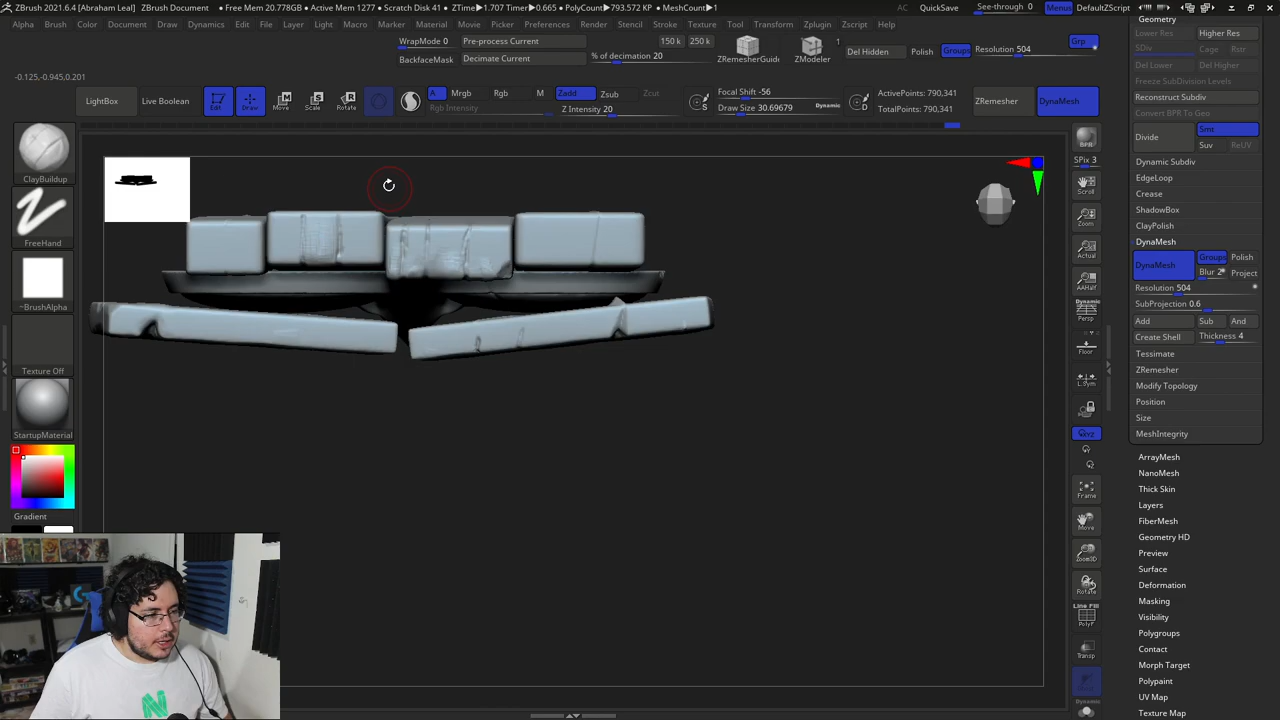 ZBrush 2021.6.4 [Abraham Leal]   ZBrush Document   ● Free Mem 20.778GB ● Active Mem 1277 ● Scratch Disk 41 ● ZTime▶1.707 Timer▶0.665 ● PolyCount▶793.572 KP ● MeshCount▶1 AC QuickSave See-through 0 Menus DefaultZScript
Alpha Brush Color Document Draw Dynamics Edit File Layer Light Macro Marker Material Movie Picker Preferences Render Stencil Stroke Texture Tool Transform Zplugin Zscript Help
WrapMode 0 Pre-process Current 150 k 250 k
BackfaceMask Decimate Current % of decimation 20 ZRemesherGuide ZModeler 1 Del Hidden Polish Groups Resolution 504 Grp
-0.125,-0.945,0.201
LightBox Live Boolean Edit Draw Move Scale Rotate A Mrgb Rgb M Zadd Zsub Zcut
Rgb Intensity Z Intensity 20
Focal Shift -56
Draw Size 30.69679 Dynamic
S D
ActivePoints: 790,341
TotalPoints: 790,341
ZRemesher DynaMesh
ClayBuildup
FreeHand
~BrushAlpha
Texture Off
StartupMaterial
Gradient
BPR
SPix 3
Scroll
Zoom
Actual
AAHalf
Dynamic
Persp
Floor
L.Sym
XYZ
Frame
Move
Zoom3D
Rotate
Line Fill
PolyF
Transp
Dynamic
Geometry
Lower Res Higher Res
SDiv Cage Rstr
Del Lower Del Higher
Freeze SubDivision Levels
Reconstruct Subdiv
Convert BPR To Geo
Divide Smt
Suv ReUV
Dynamic Subdiv
EdgeLoop
Crease
ShadowBox
ClayPolish
DynaMesh
DynaMesh Groups Polish
Blur 2 Project
Resolution 504
SubProjection 0.6
Add Sub And
Create Shell Thickness 4
Tessimate
ZRemesher
Modify Topology
Position
Size
MeshIntegrity
ArrayMesh
NanoMesh
Thick Skin
Layers
FiberMesh
Geometry HD
Preview
Surface
Deformation
Masking
Visibility
Polygroups
Contact
Morph Target
Polypaint
UV Map
Texture Map